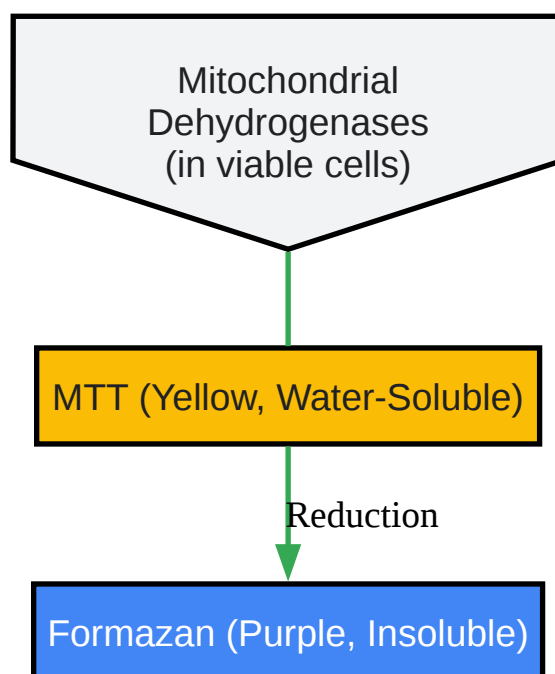 Mitochondrial
Dehydrogenases
(in viable cells)
MTT (Yellow, Water-Soluble)
Reduction
Formazan (Purple, Insoluble)